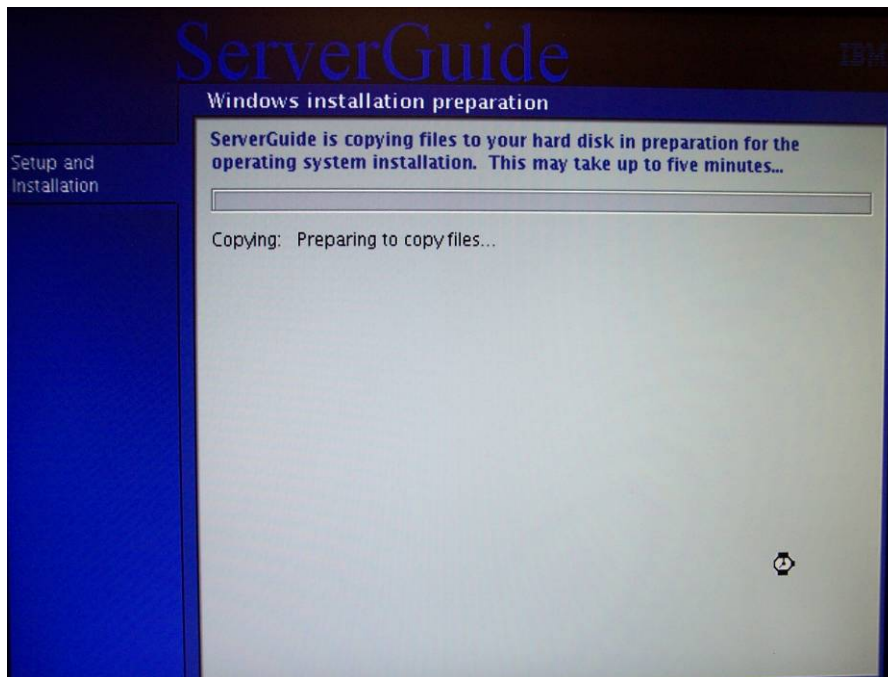 ServerGuide
IBM
Windows installation preparation
Setup and
Installation
ServerGuide is copying files to your hard disk in preparation for the
operating system installation. This may take up to five minutes...
Copying: Preparing to copy files...